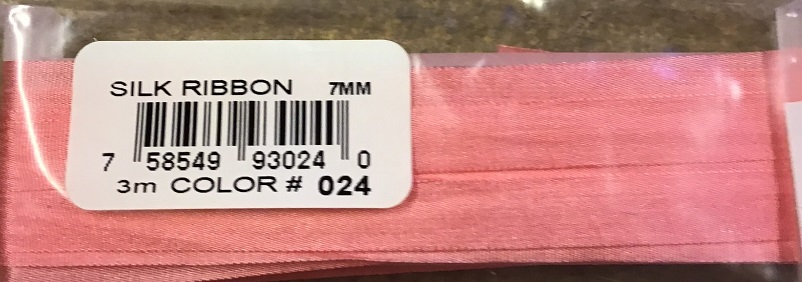 SILK RIBBON 7MM
7 58549 93024 0
3m COLOR # 024